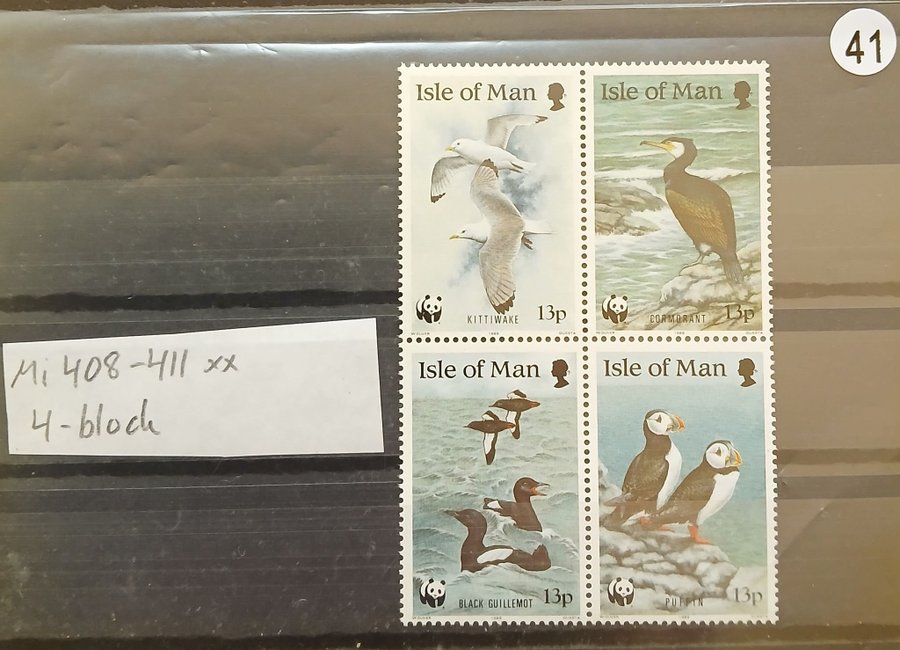 41
Isle of Man
KITTIWAKE 13p
Isle of Man
CORMORANT 13p
Mi 408-411 xx
4-block
Isle of Man
BLACK GUILLEMOT 13p
Isle of Man
PUFFIN 13p